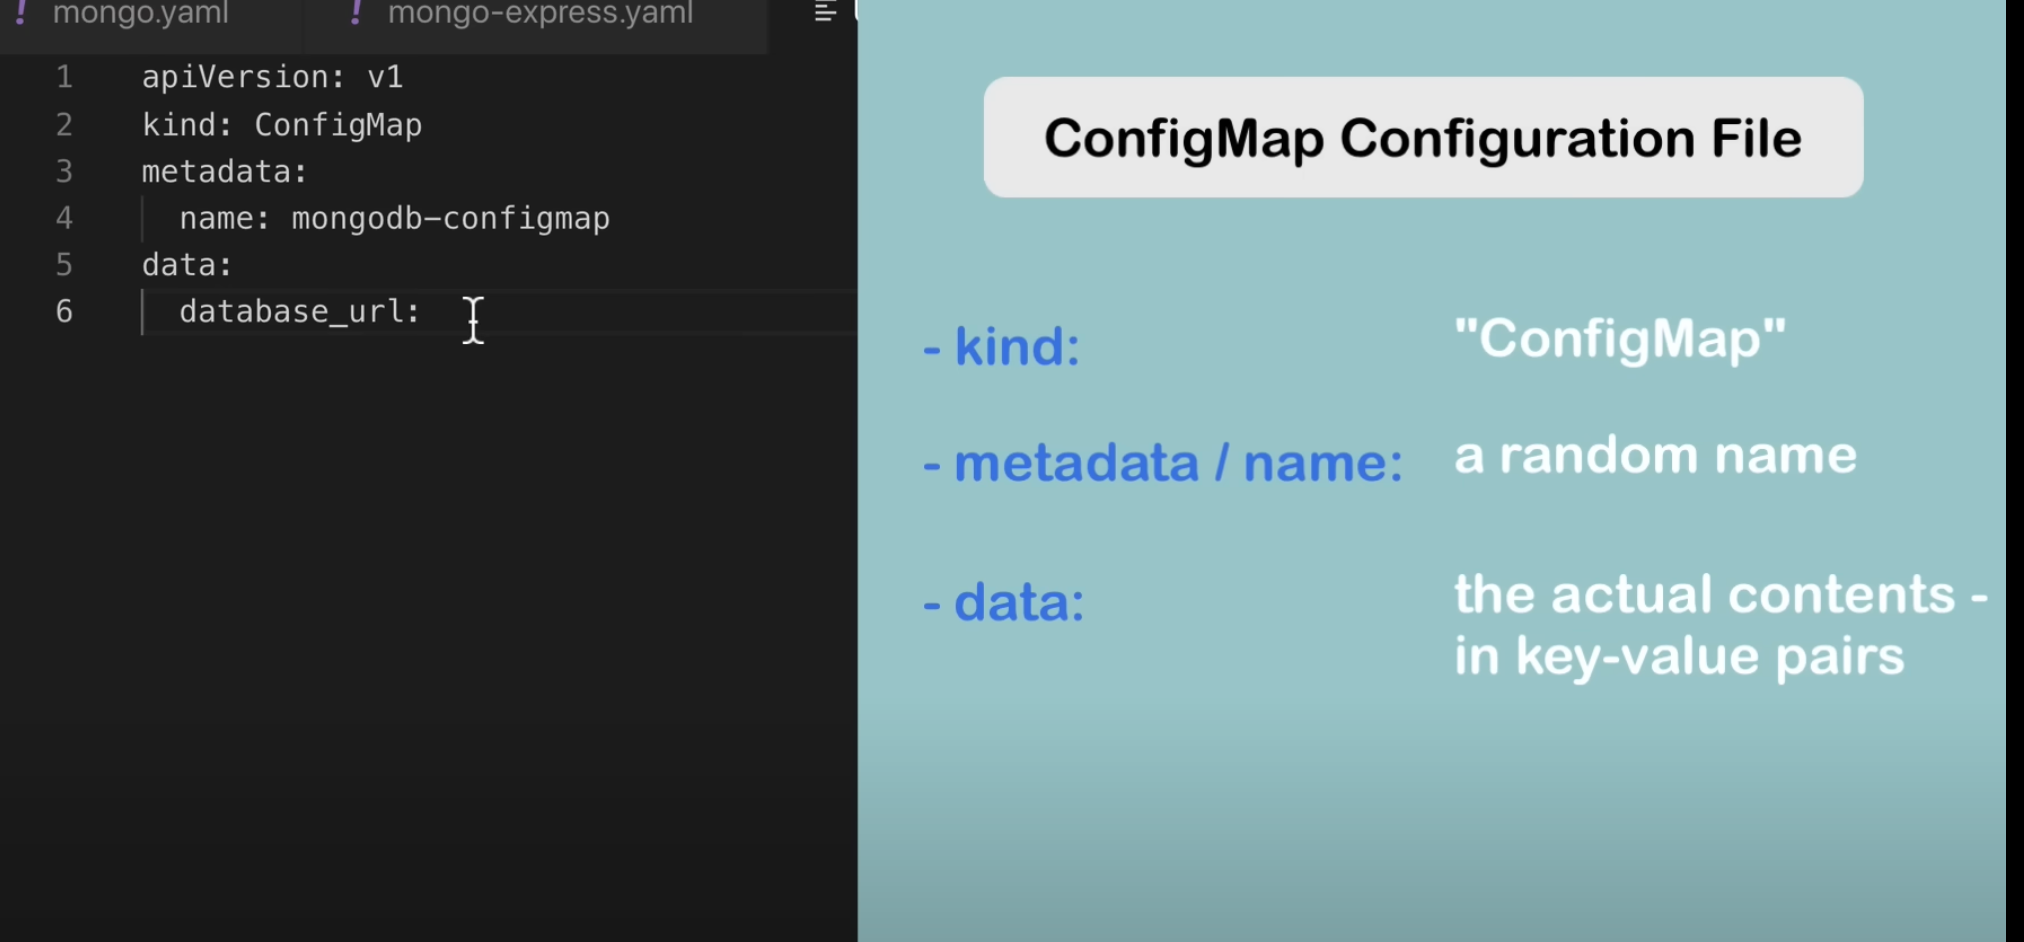 ! mongo.yaml ! mongo-express.yaml
1 apiVersion: v1
2 kind: ConfigMap
3 metadata:
4 name: mongodb-configmap
5 data:
6 database_url:
ConfigMap Configuration File
- kind: "ConfigMap"
- metadata / name: a random name
- data: the actual contents -
in key-value pairs